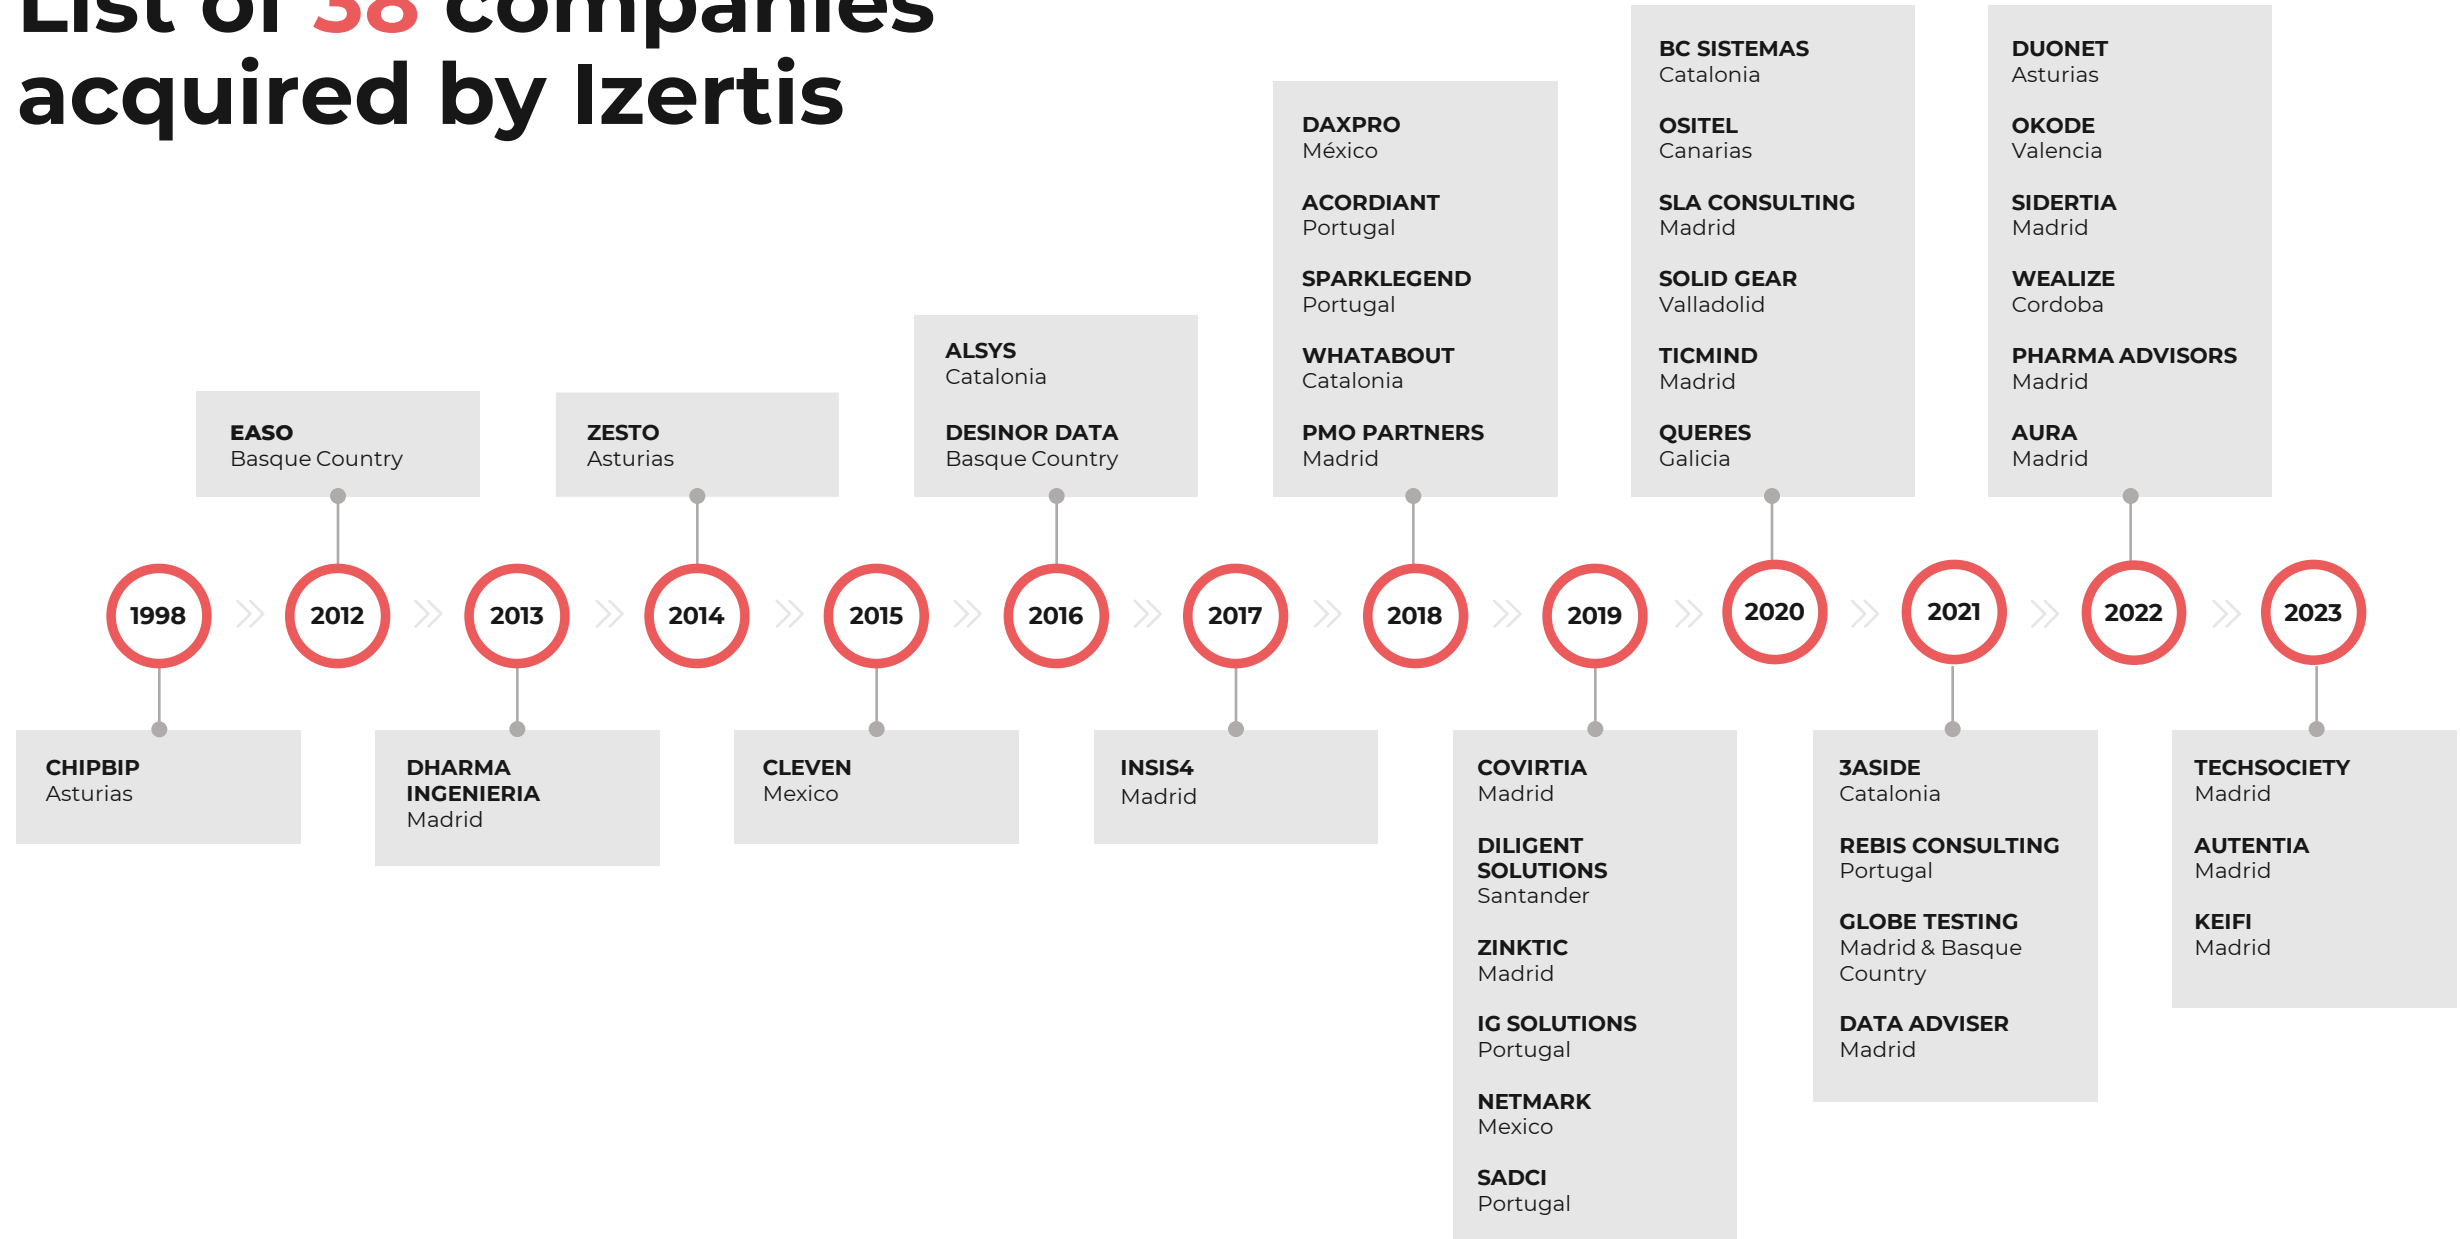 List of 38 companies
acquired by Izertis
1998
CHIPBIP
Asturias
2012
EASO
Basque Country
2013
DHARMA
INGENIERIA
Madrid
2014
ZESTO
Asturias
2015
CLEVEN
Mexico
2016
ALSYS
Catalonia
DESINOR DATA
Basque Country
2017
INSIS4
Madrid
2018
DAXPRO
México
ACORDIANT
Portugal
SPARKLEGEND
Portugal
WHATABOUT
Catalonia
PMO PARTNERS
Madrid
2019
COVIRTIA
Madrid
DILIGENT
SOLUTIONS
Santander
ZINKTIC
Madrid
IG SOLUTIONS
Portugal
NETMARK
Mexico
SADCI
Portugal
2020
BC SISTEMAS
Catalonia
OSITEL
Canarias
SLA CONSULTING
Madrid
SOLID GEAR
Valladolid
TICMIND
Madrid
QUERES
Galicia
2021
3ASIDE
Catalonia
REBIS CONSULTING
Portugal
GLOBE TESTING
Madrid & Basque
Country
DATA ADVISER
Madrid
2022
DUONET
Asturias
OKODE
Valencia
SIDERTIA
Madrid
WEALIZE
Cordoba
PHARMA ADVISORS
Madrid
AURA
Madrid
2023
TECHSOCIETY
Madrid
AUTENTIA
Madrid
KEIFI
Madrid